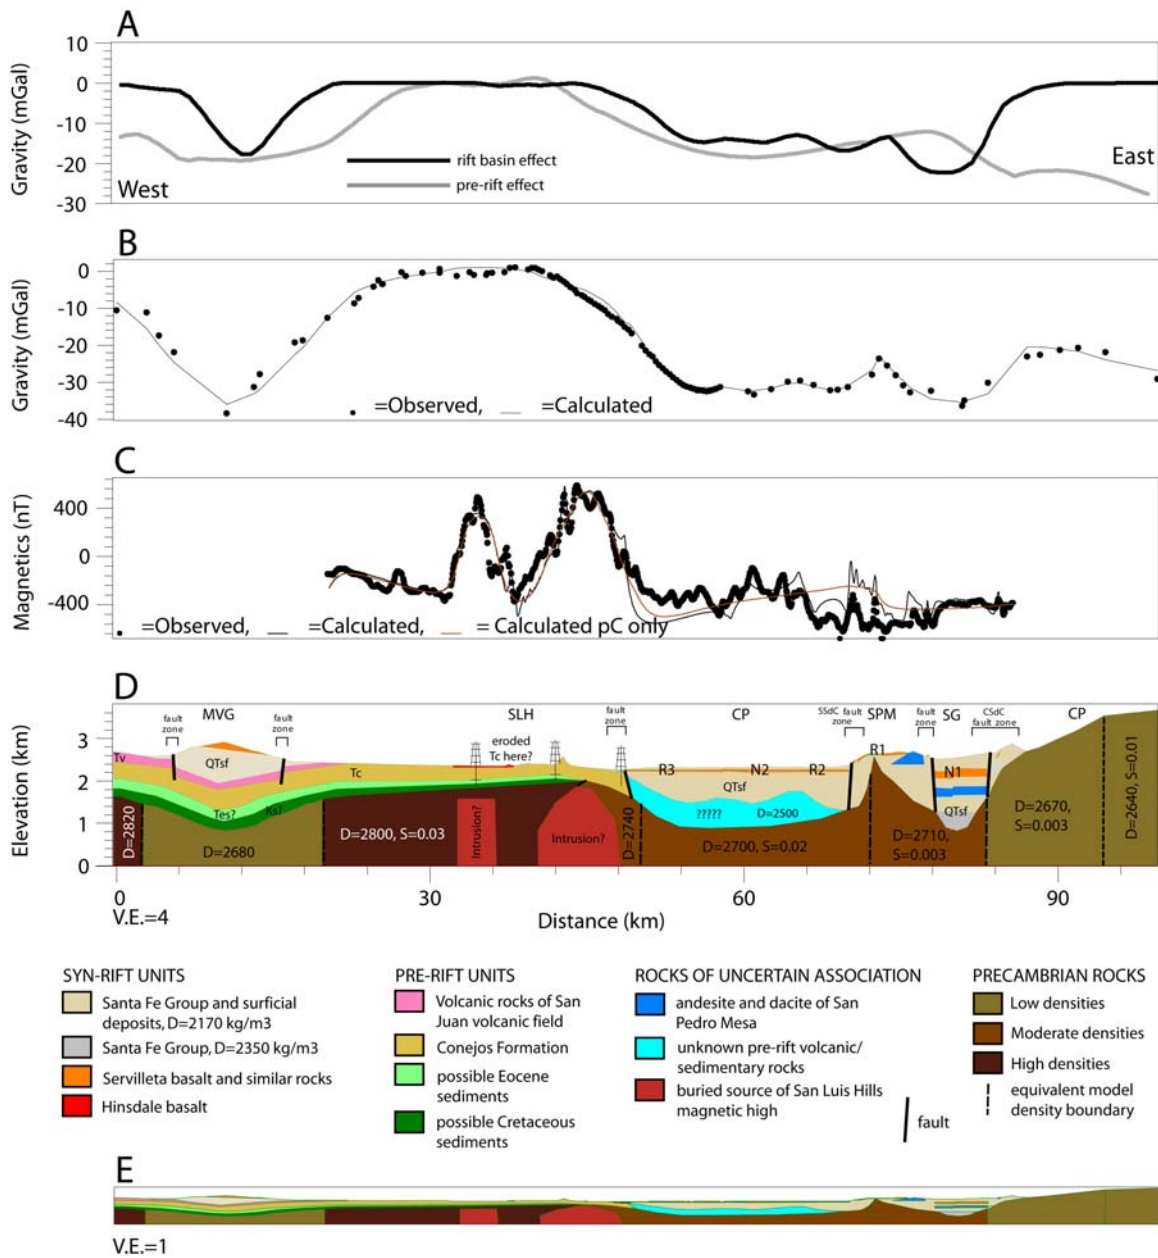 A
10
0
-10
-20
-30
Gravity (mGal)
West
rift basin effect
pre-rift effect
East
B
0
-10
-20
-30
-40
Gravity (mGal)
=Observed, =Calculated
C
400
0
-400
Magnetics (nT)
=Observed, =Calculated, = Calculated pC only
D
fault zone
MVG
fault zone
SLH
fault zone
CP
SSdC fault zone
SPM
fault zone
SG
CSdC fault zone
CP
eroded
Tc here?
3
2
1
0
Elevation (km)
Tv
QTsf
Tc
R3
N2
R2
R1
N1
QTsf
QTsf
Tes?
Ks?
?????
D=2500
D=2820
D=2680
D=2800, S=0.03
Intrusion?
Intrusion?
D=2740
D=2700, S=0.02
D=2710,
S=0.003
D=2670,
S=0.003
D=2640, S=0.01
0
30
60
90
V.E.=4
Distance (km)
SYN-RIFT UNITS
Santa Fe Group and surficial
deposits, D=2170 kg/m3
Santa Fe Group, D=2350 kg/m3
Servilleta basalt and similar rocks
Hinsdale basalt
PRE-RIFT UNITS
Volcanic rocks of San
Juan volcanic field
Conejos Formation
possible Eocene
sediments
possible Cretaceous
sediments
ROCKS OF UNCERTAIN ASSOCIATION
andesite and dacite of San
Pedro Mesa
unknown pre-rift volcanic/
sedimentary rocks
buried source of San Luis Hills
magnetic high
fault
PRECAMBRIAN ROCKS
Low densities
Moderate densities
High densities
equivalent model
density boundary
E
V.E.=1